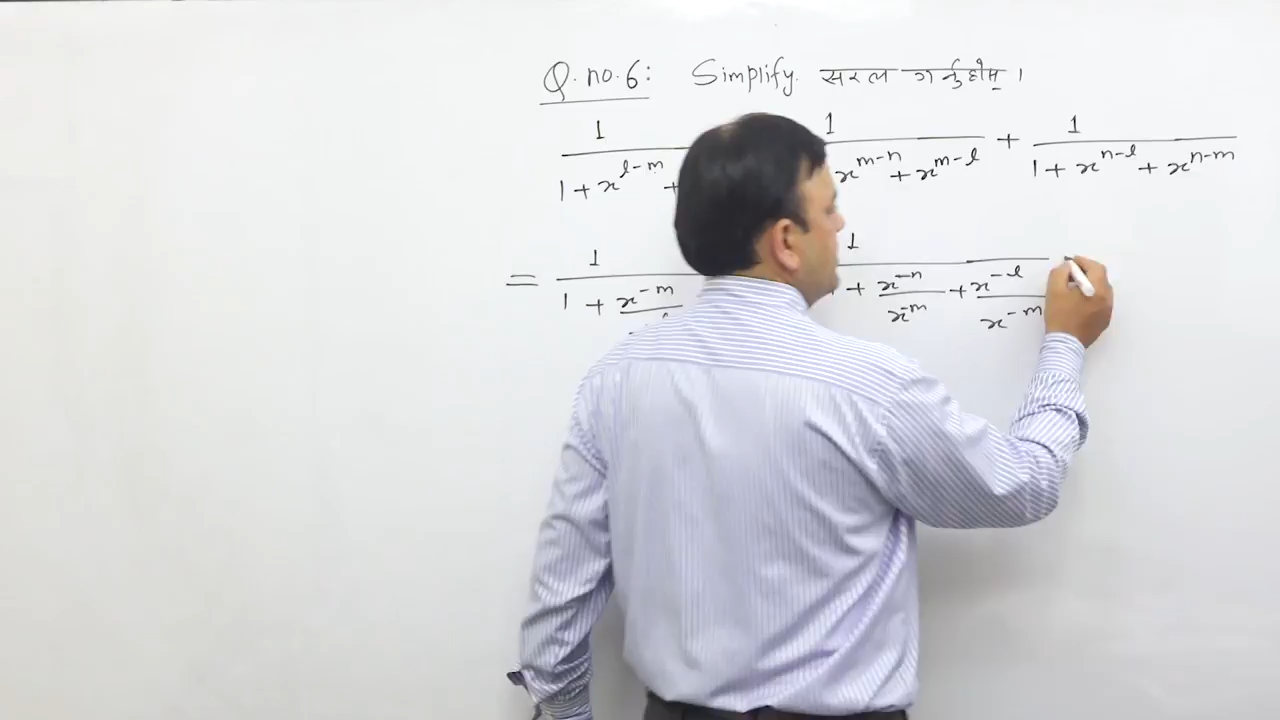 Q. no. 6: Simplify. सरल गर्नुहोस् ।
1 / (1 + x^{l-m} + 1 / x^{m-n} + x^{m-l} + 1 / (1 + x^{n-l} + x^{n-m})
= 1 / (1 + x^{-m} / 1 / + x^{-n}/x^{-m} + x^{-l}/x^{-m}